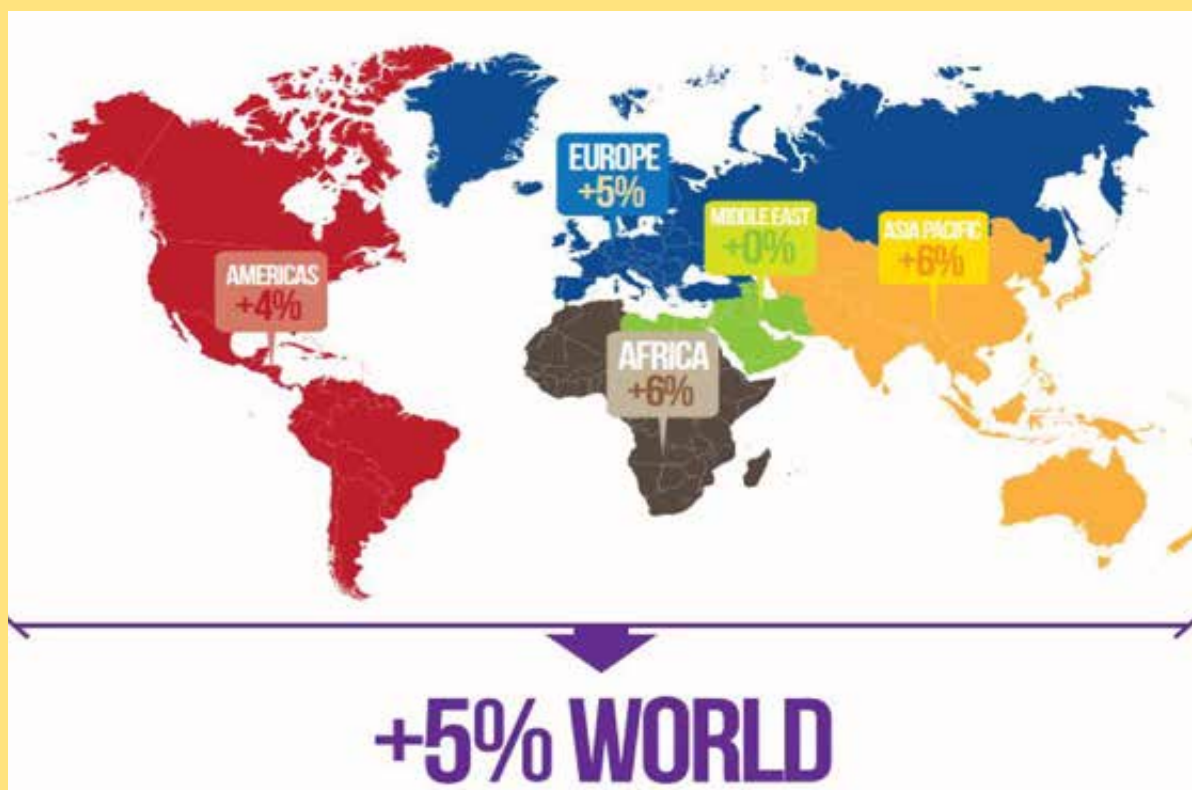 EUROPE
+5%
MIDDLE EAST
+0%
ASIA PACIFIC
+6%
AMERICAS
+4%
AFRICA
+6%
+5% WORLD